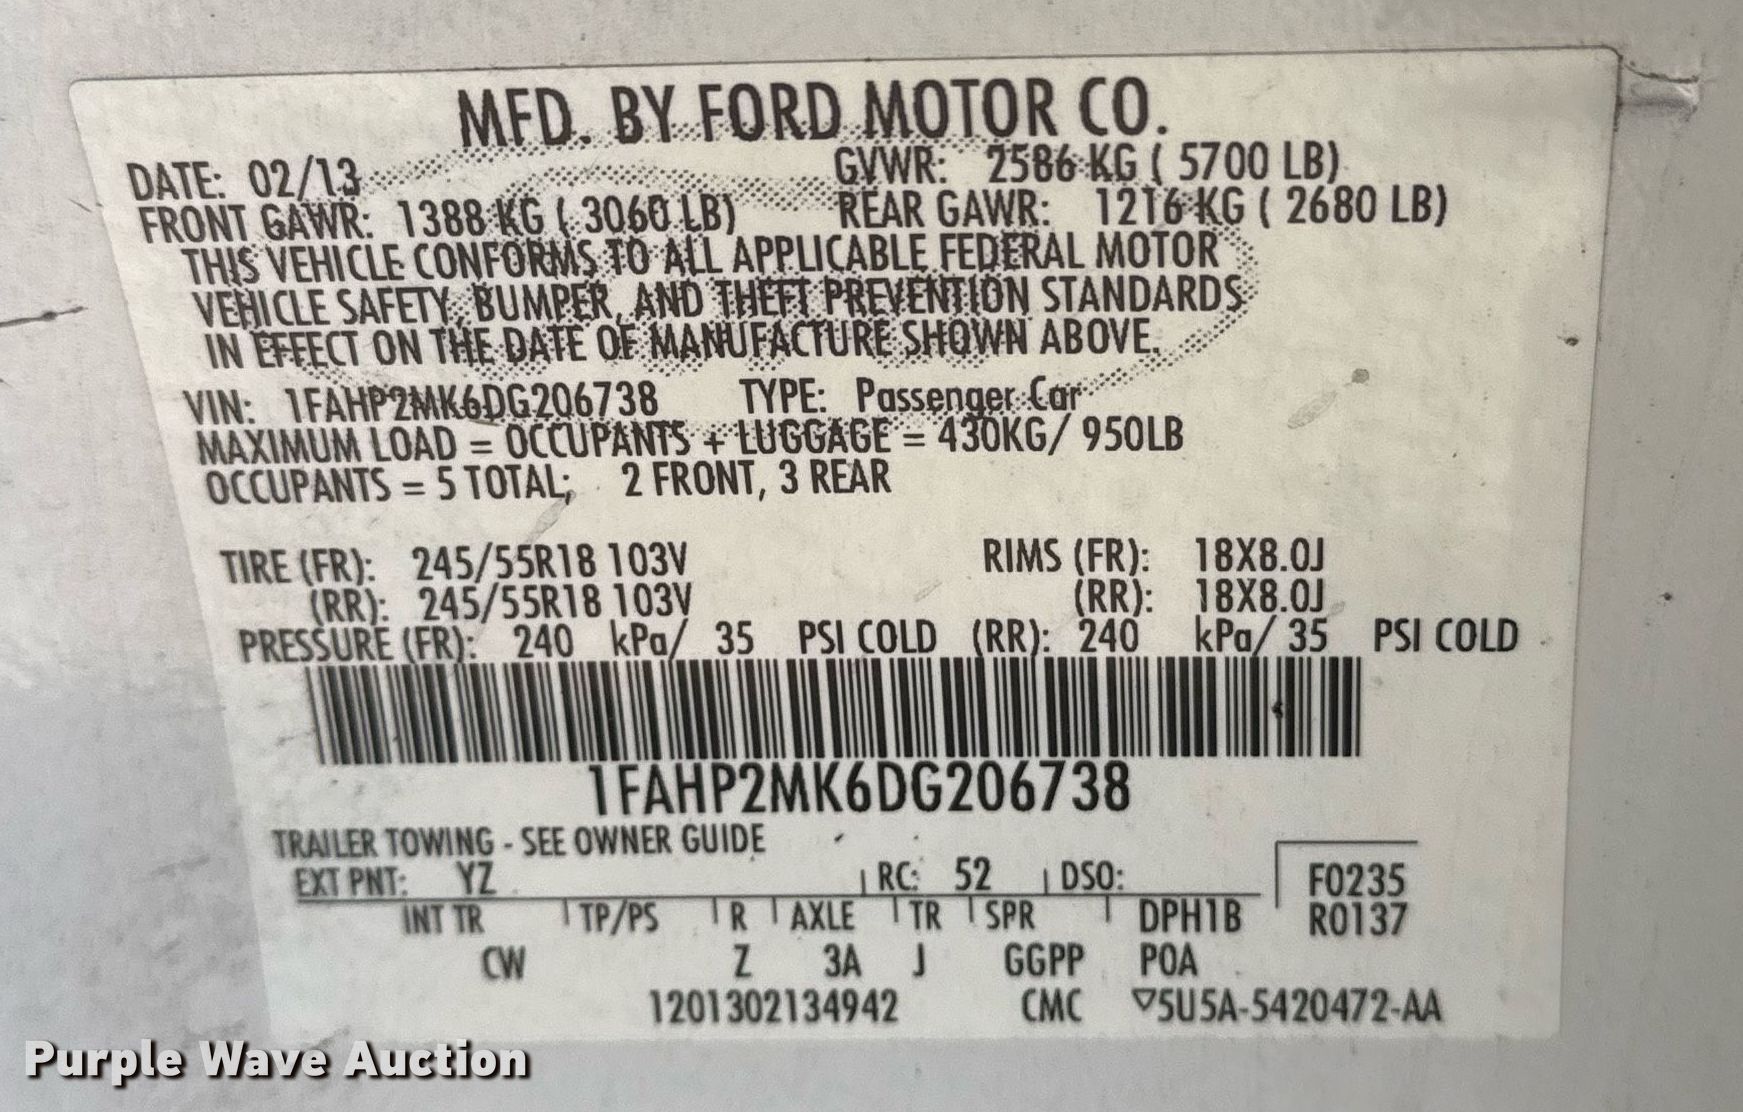 MFD. BY FORD MOTOR CO.
DATE: 02/13 GVWR: 2586 KG ( 5700 LB)
FRONT GAWR: 1388 KG ( 3060 LB) REAR GAWR: 1216 KG ( 2680 LB)
THIS VEHICLE CONFORMS TO ALL APPLICABLE FEDERAL MOTOR
VEHICLE SAFETY, BUMPER, AND THEFT PREVENTION STANDARDS
IN EFFECT ON THE DATE OF MANUFACTURE SHOWN ABOVE.
VIN: 1FAHP2MK6DG206738 TYPE: Passenger Car
MAXIMUM LOAD = OCCUPANTS + LUGGAGE = 430KG/ 950LB
OCCUPANTS = 5 TOTAL; 2 FRONT, 3 REAR
TIRE (FR): 245/55R18 103V RIMS (FR): 18X8.0J
(RR): 245/55R18 103V (RR): 18X8.0J
PRESSURE (FR): 240 kPa/ 35 PSI COLD (RR): 240 kPa/ 35 PSI COLD
1FAHP2MK6DG206738
TRAILER TOWING - SEE OWNER GUIDE
EXT PNT: YZ RC: 52 DSO: F0235
INT TR TP/PS R AXLE TR SPR DPH1B R0137
CW Z 3A J GGPP POA
1201302134942 CMC ▽5U5A-5420472-AA
Purple Wave Auction